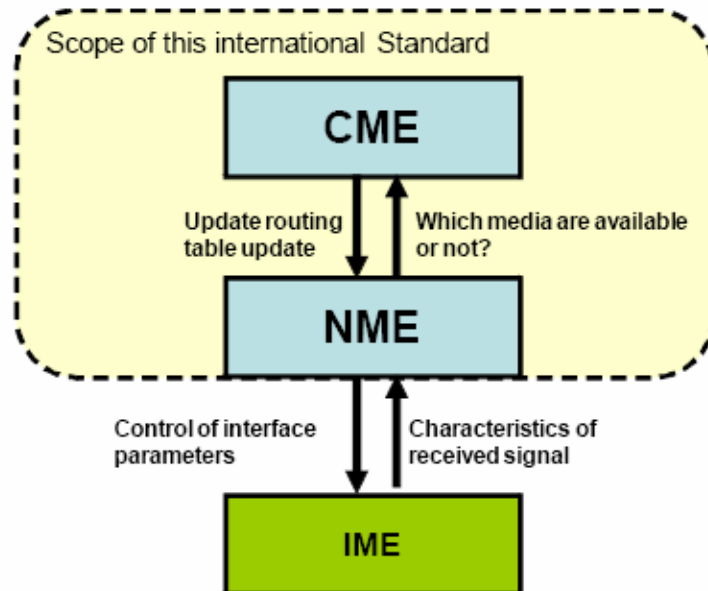 Scope of this international Standard
CME
Update routing
table update
Which media are available
or not?
NME
Control of interface
parameters
Characteristics of
received signal
IME